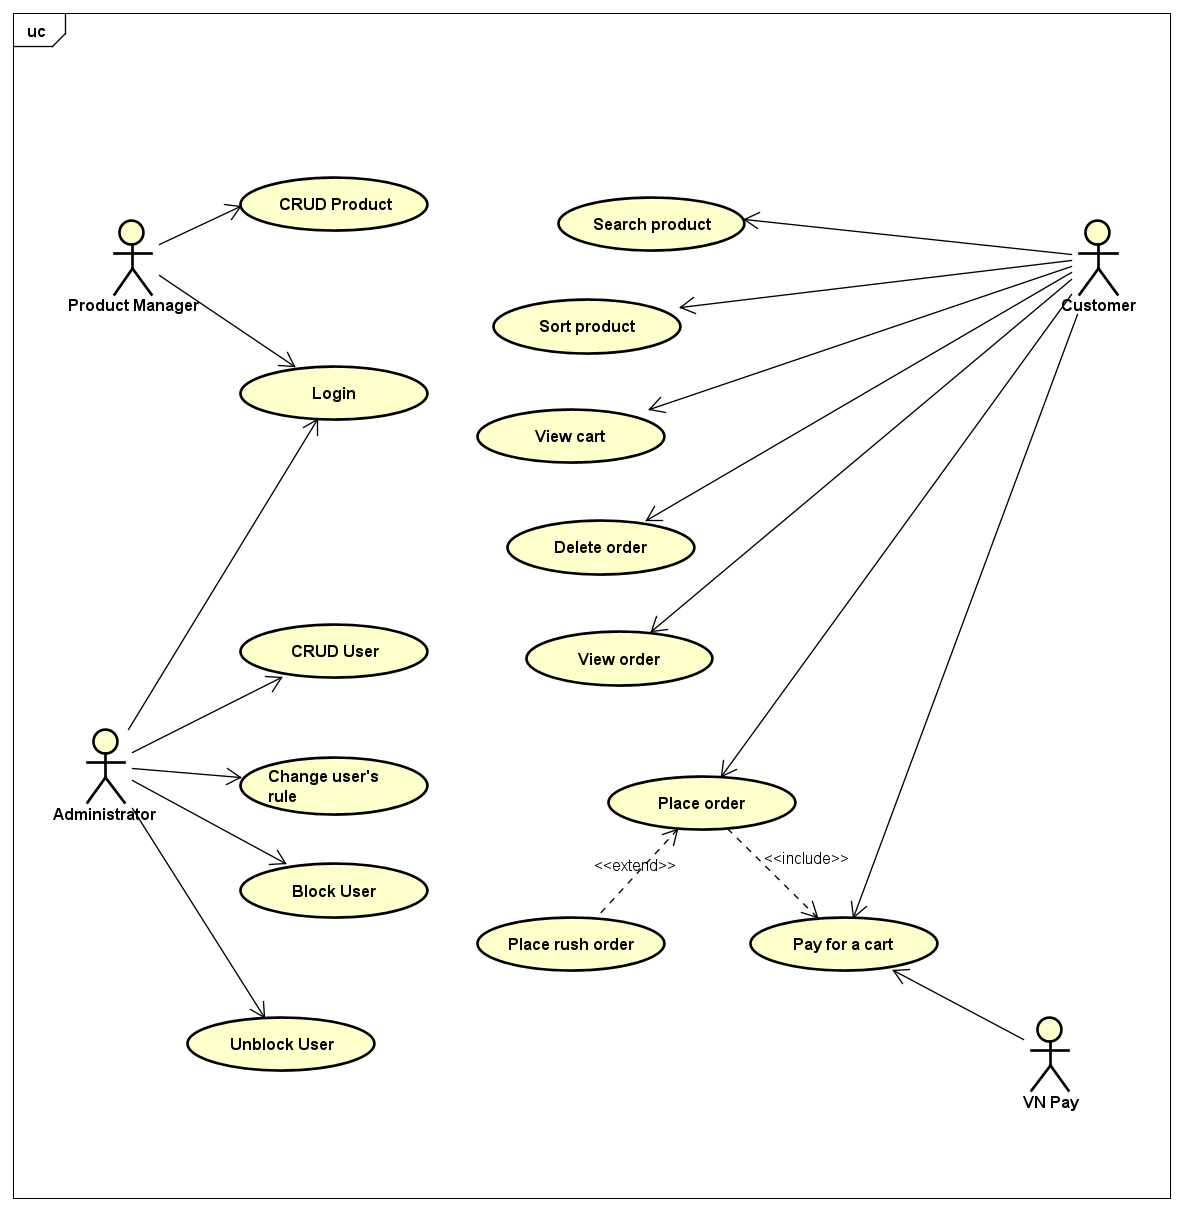 uc
CRUD Product
Search product
Product Manager
Customer
Sort product
Login
View cart
Delete order
CRUD User
View order
Change user's
rule
Place order
Administrator
<<extend>>
<<include>>
Block User
Place rush order
Pay for a cart
Unblock User
VN Pay